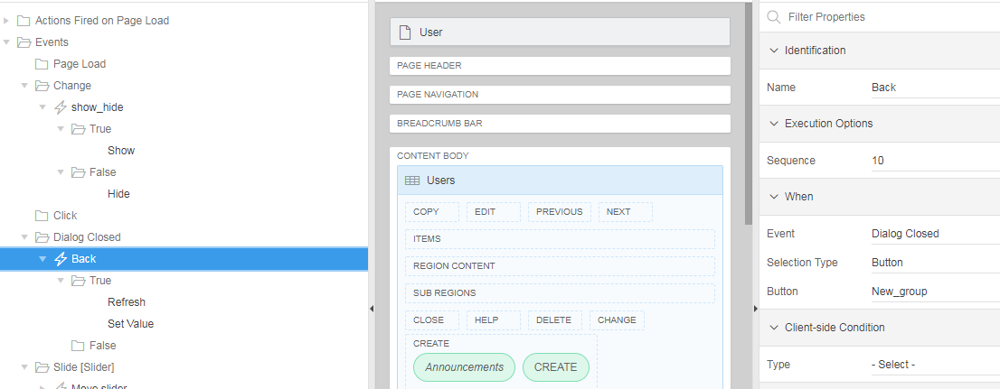 Actions Fired on Page Load
Events
Page Load
Change
show_hide
True
Show
False
Hide
Click
Dialog Closed
Back
True
Refresh
Set Value
False
Slide [Slider]
Move slider
User
PAGE HEADER
PAGE NAVIGATION
BREADCRUMB BAR
CONTENT BODY
Users
COPY EDIT PREVIOUS NEXT
ITEMS
REGION CONTENT
SUB REGIONS
CLOSE HELP DELETE CHANGE
CREATE
Announcements CREATE
Filter Properties
Identification
Name Back
Execution Options
Sequence 10
When
Event Dialog Closed
Selection Type Button
Button New_group
Client-side Condition
Type - Select -